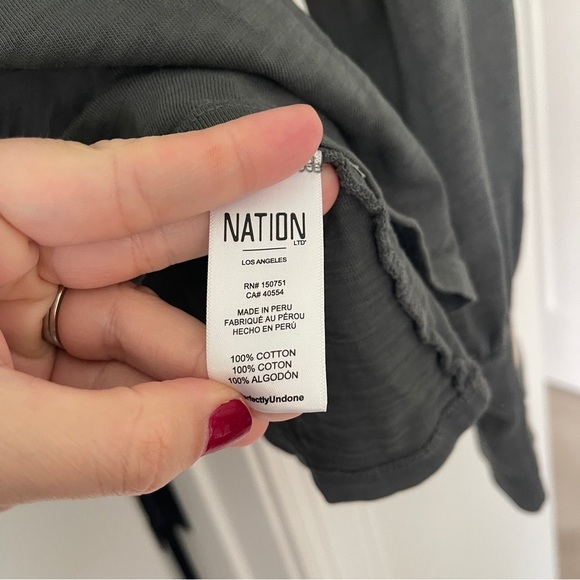 NATION
LTD
LOS ANGELES
RN# 150751
CA# 40554
MADE IN PERU
FABRIQUÉ AU PÉROU
HECHO EN PERÚ
100% COTTON
100% COTON
100% ALGODÓN